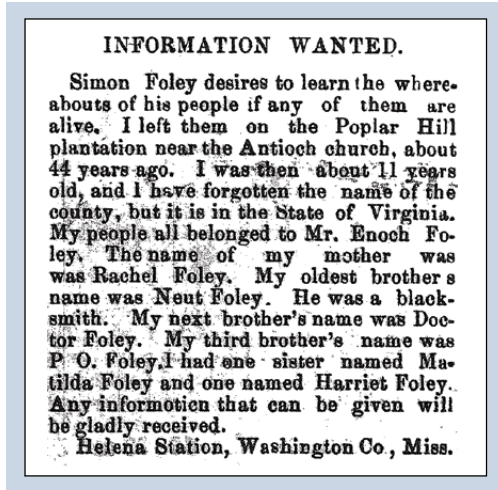 INFORMATION WANTED.
Simon Foley desires to learn the where-
abouts of his people if any of them are
alive. I left them on the Poplar Hill
plantation near the Antioch church, about
44 years ago. I was then about 11 years
old, and I have forgotten the name of the
county, but it is in the State of Virginia.
My people all belonged to Mr. Enoch Fo-
ley. The name of my mother was
was Rachel Foley. My oldest brother s
name was Neut Foley. He was a black-
smith. My next brother's name was Doc-
tor Foley. My third brother's name was
P O. Foley.I had one sister named Ma-
tilda Foley and one named Harriet Foley.
Any informoticn that can be given will
be gladly received.
Helena Station, Washington Co., Miss.